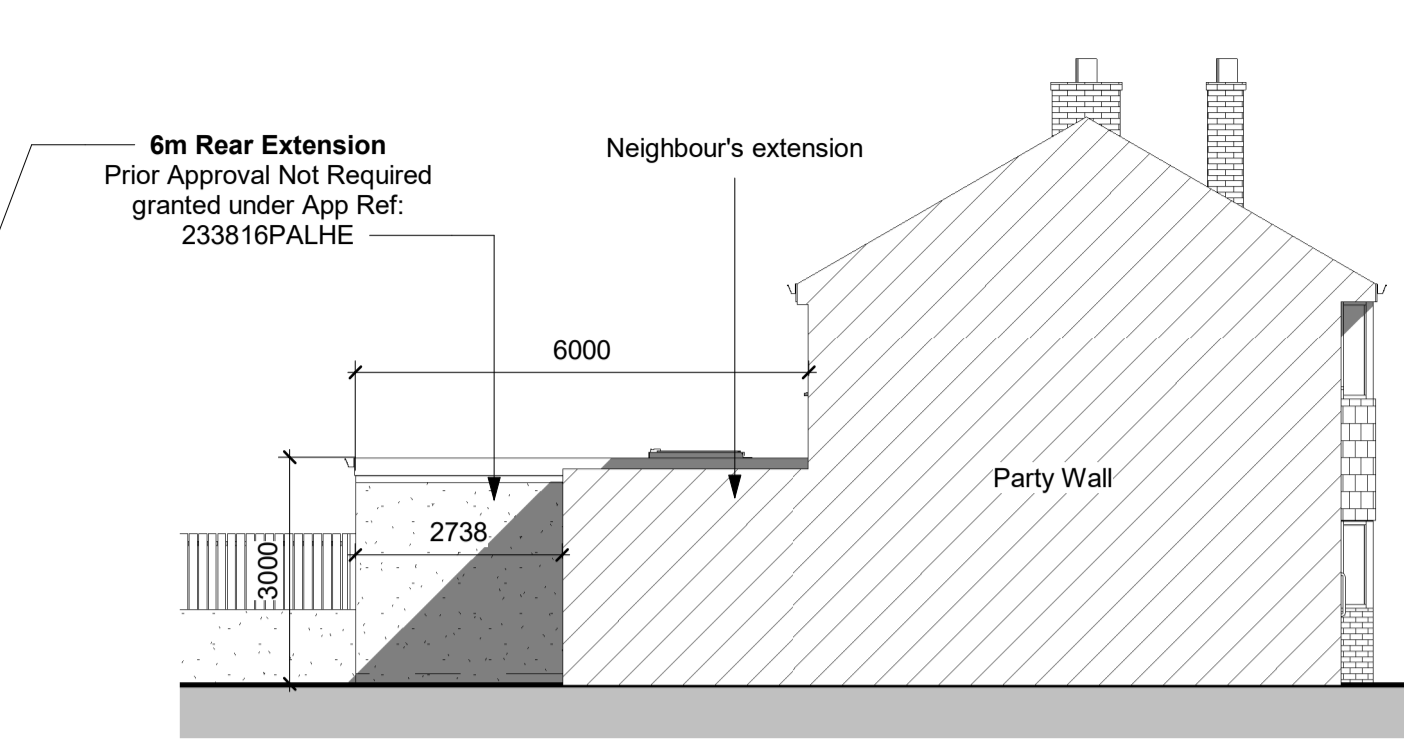 6m Rear Extension
Prior Approval Not Required
granted under App Ref:
233816PALHE
Neighbour's extension
6000
Party Wall
2738
3000